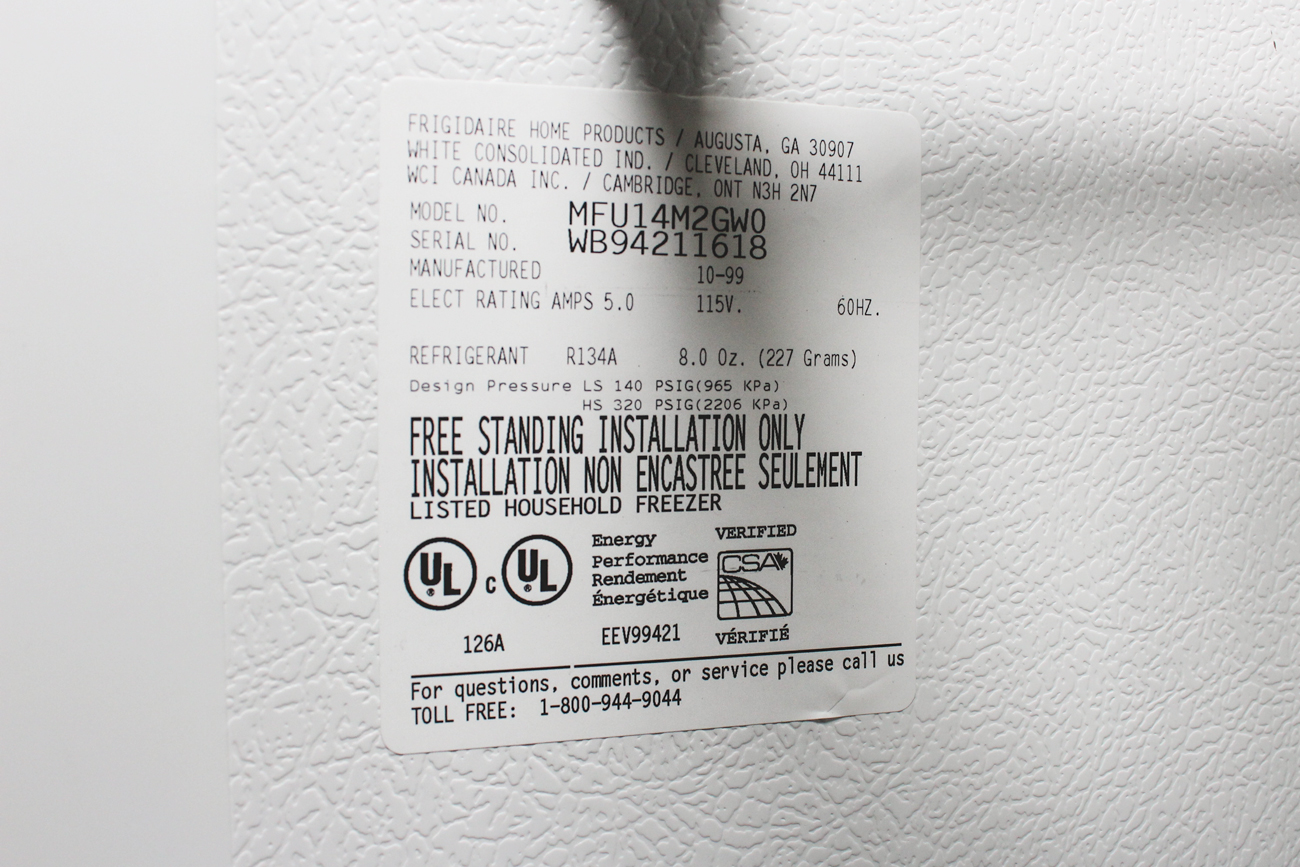 FRIGIDAIRE HOME PRODUCTS / AUGUSTA, GA 30907
WHITE CONSOLIDATED IND. / CLEVELAND, OH 44111
WCI CANADA INC. / CAMBRIDGE, ONT N3H 2N7
MODEL NO. MFU14M2GW0
SERIAL NO. WB94211618
MANUFACTURED 10-99
ELECT RATING AMPS 5.0 115V. 60HZ.
REFRIGERANT R134A 8.0 Oz. (227 Grams)
Design Pressure LS 140 PSIG(965 KPa)
HS 320 PSIG(2206 KPa)
FREE STANDING INSTALLATION ONLY
INSTALLATION NON ENCASTREE SEULEMENT
LISTED HOUSEHOLD FREEZER
UL ® c UL ®
126A
Energy
Performance
Rendement
Énergétique
EEV99421
VERIFIED
CSA
VÉRIFIÉ
For questions, comments, or service please call us
TOLL FREE: 1-800-944-9044